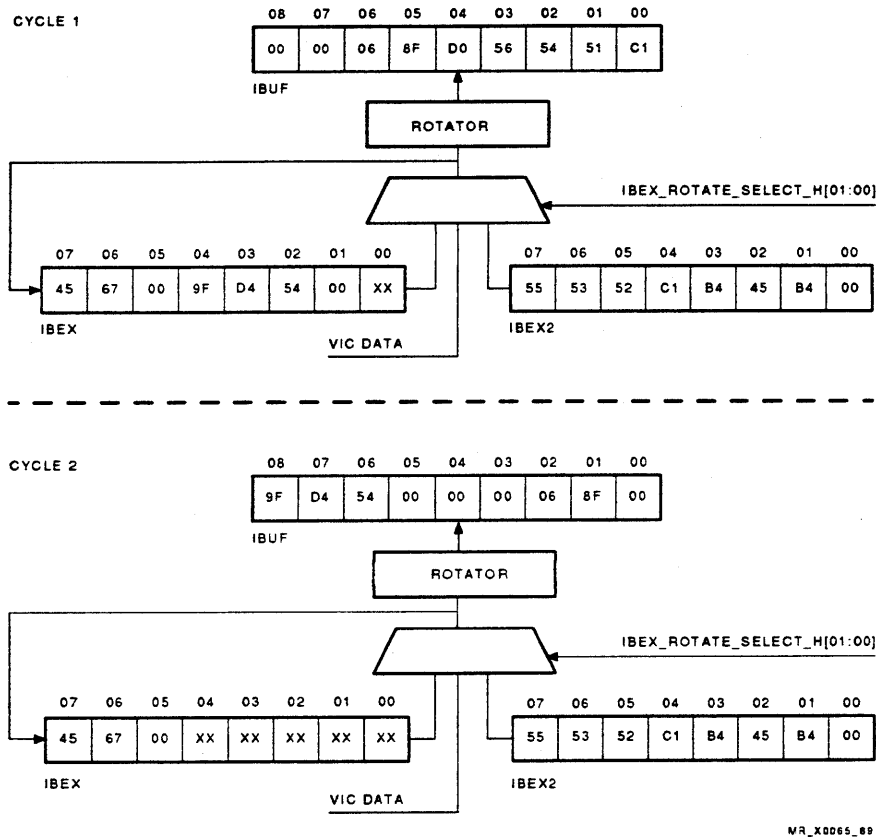 CYCLE 1
08 07 06 05 04 03 02 01 00
00 00 06 8F D0 56 54 51 C1
IBUF
ROTATOR
IBEX_ROTATE_SELECT_H[01:00]
07 06 05 04 03 02 01 00
45 67 00 9F D4 54 00 XX
IBEX
07 06 05 04 03 02 01 00
55 53 52 C1 B4 45 B4 00
IBEX2
VIC DATA
CYCLE 2
08 07 06 05 04 03 02 01 00
9F D4 54 00 00 00 06 8F 00
IBUF
ROTATOR
IBEX_ROTATE_SELECT_H[01:00]
07 06 05 04 03 02 01 00
45 67 00 XX XX XX XX XX
IBEX
07 06 05 04 03 02 01 00
55 53 52 C1 B4 45 B4 00
IBEX2
VIC DATA
MR_X0065_89